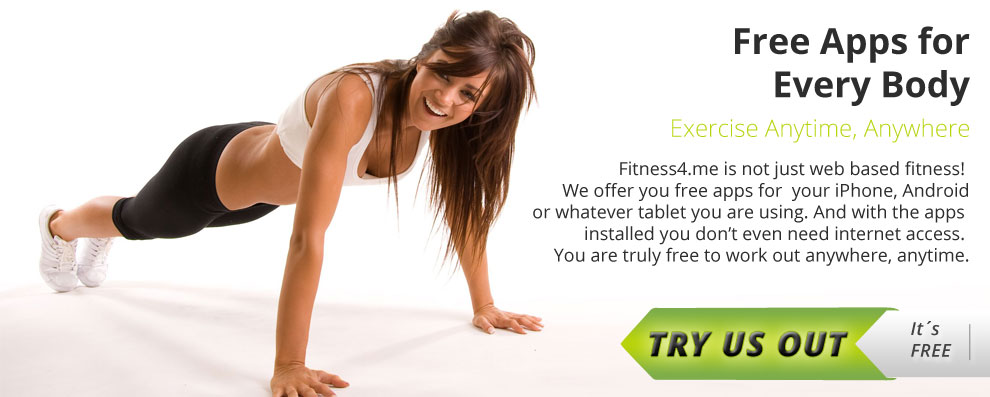 Free Apps for
Every Body
Exercise Anytime, Anywhere
Fitness4.me is not just web based fitness!
We offer you free apps for  your iPhone, Android
or whatever tablet you are using. And with the apps
installed you don’t even need internet access.
You are truly free to work out anywhere, anytime.
TRY US OUT
It´s
FREE